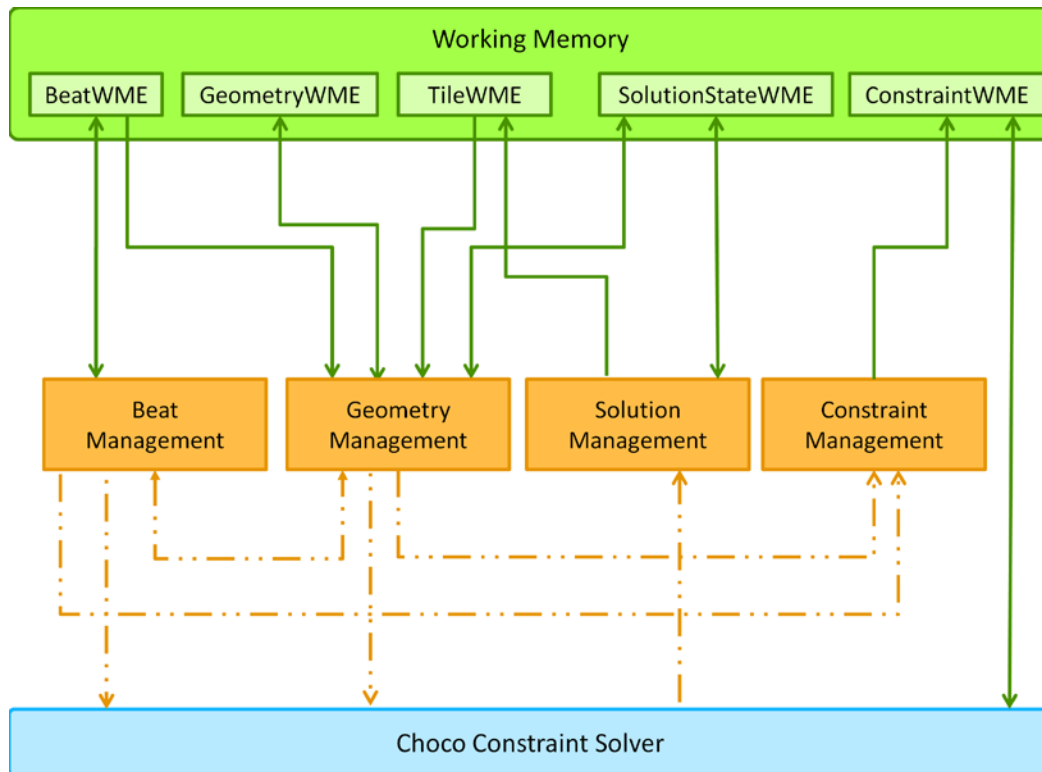 Working Memory
BeatWME
GeometryWME
TileWME
SolutionStateWME
ConstraintWME
Beat
Management
Geometry
Management
Solution
Management
Constraint
Management
Choco Constraint Solver